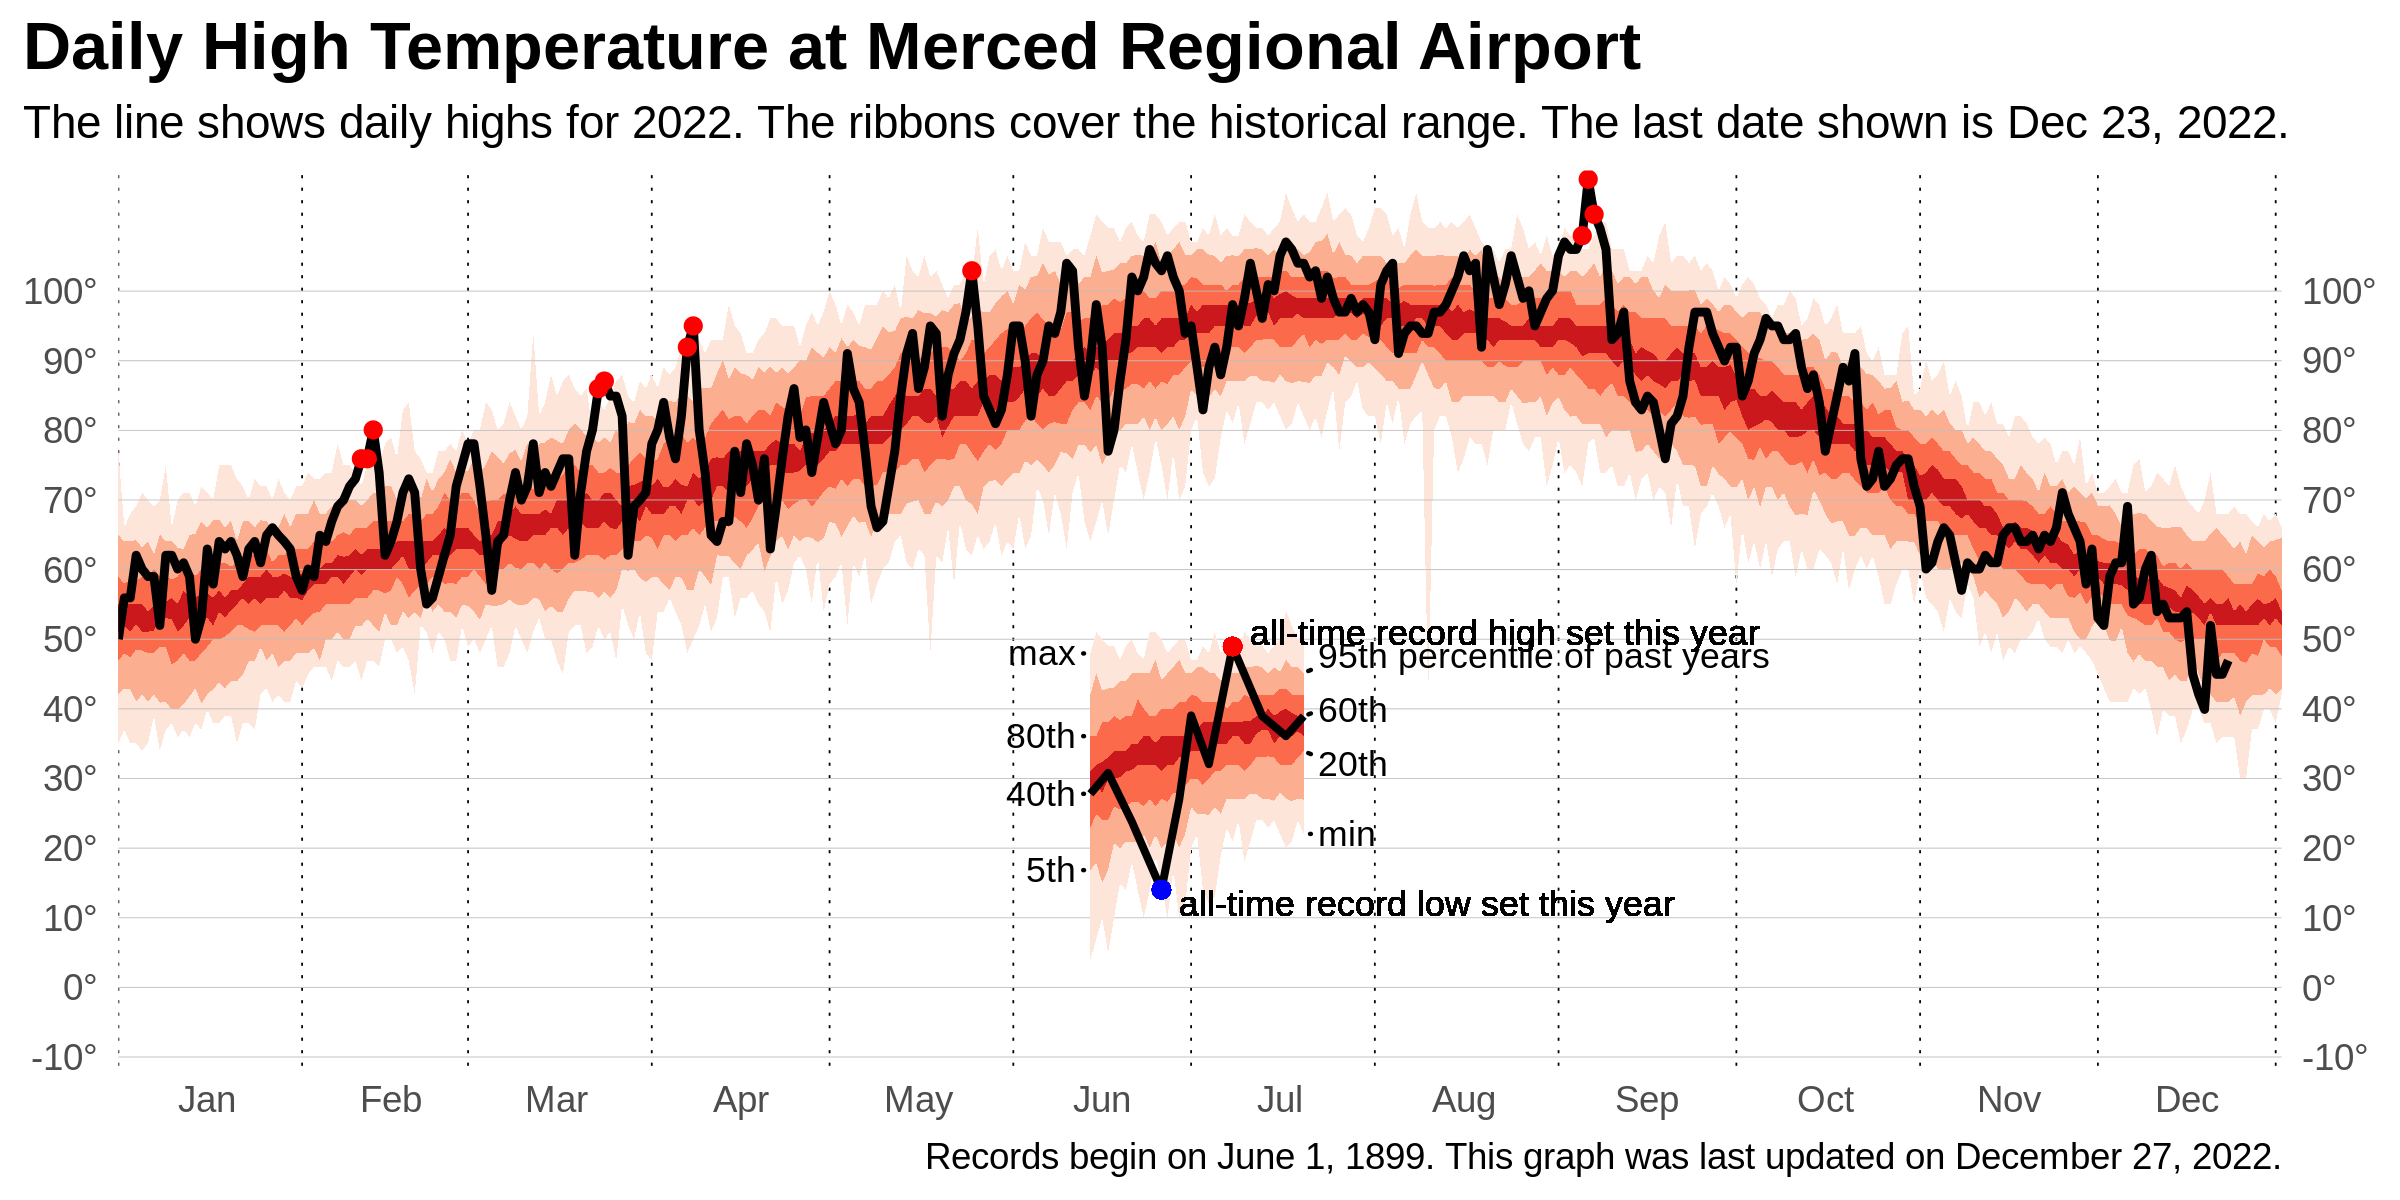 Daily High Temperature at Merced Regional Airport
The line shows daily highs for 2022. The ribbons cover the historical range. The last date shown is Dec 23, 2022.
100° 100°
90° 90°
80° 80°
70° 70°
60° 60°
50° 50°
40° 40°
30° 30°
20° 20°
10° 10°
0° 0°
-10° -10°
all-time record high set this year
max 95th percentile of past years
60th
80th
20th
40th
min
5th
all-time record low set this year
Jan Feb Mar Apr May Jun Jul Aug Sep Oct Nov Dec
Records begin on June 1, 1899. This graph was last updated on December 27, 2022.